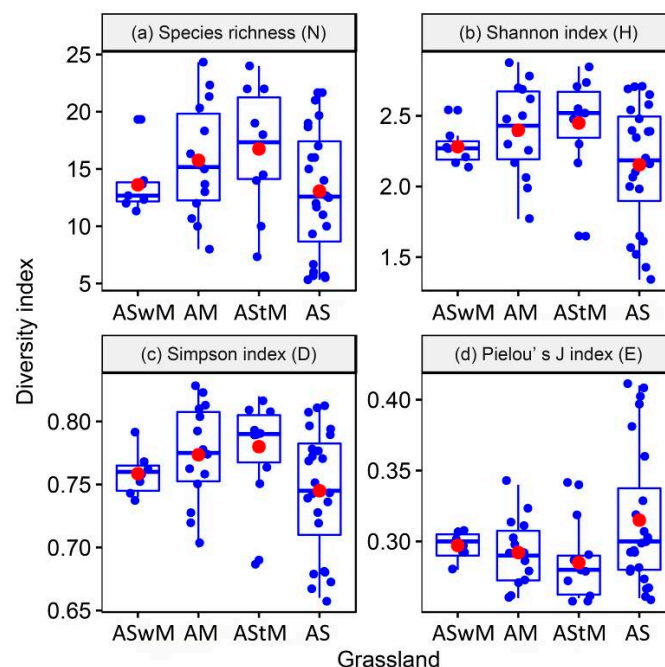 (a) Species richness (N)
(b) Shannon index (H)
25
20
15
10
5
2.5
2.0
1.5
ASwM AM AStM AS
ASwM AM AStM AS
Diversity index
(c) Simpson index (D)
(d) Pielou’ s J index (E)
0.80
0.75
0.70
0.65
0.40
0.35
0.30
ASwM AM AStM AS
ASwM AM AStM AS
Grassland